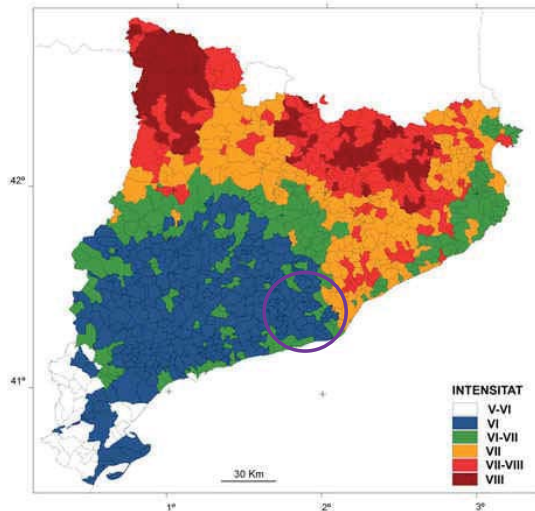 42º
41º
INTENSITAT
V-VI
VI
VI-VII
VII
VII-VIII
VIII
30 Km
1º
2º
3º